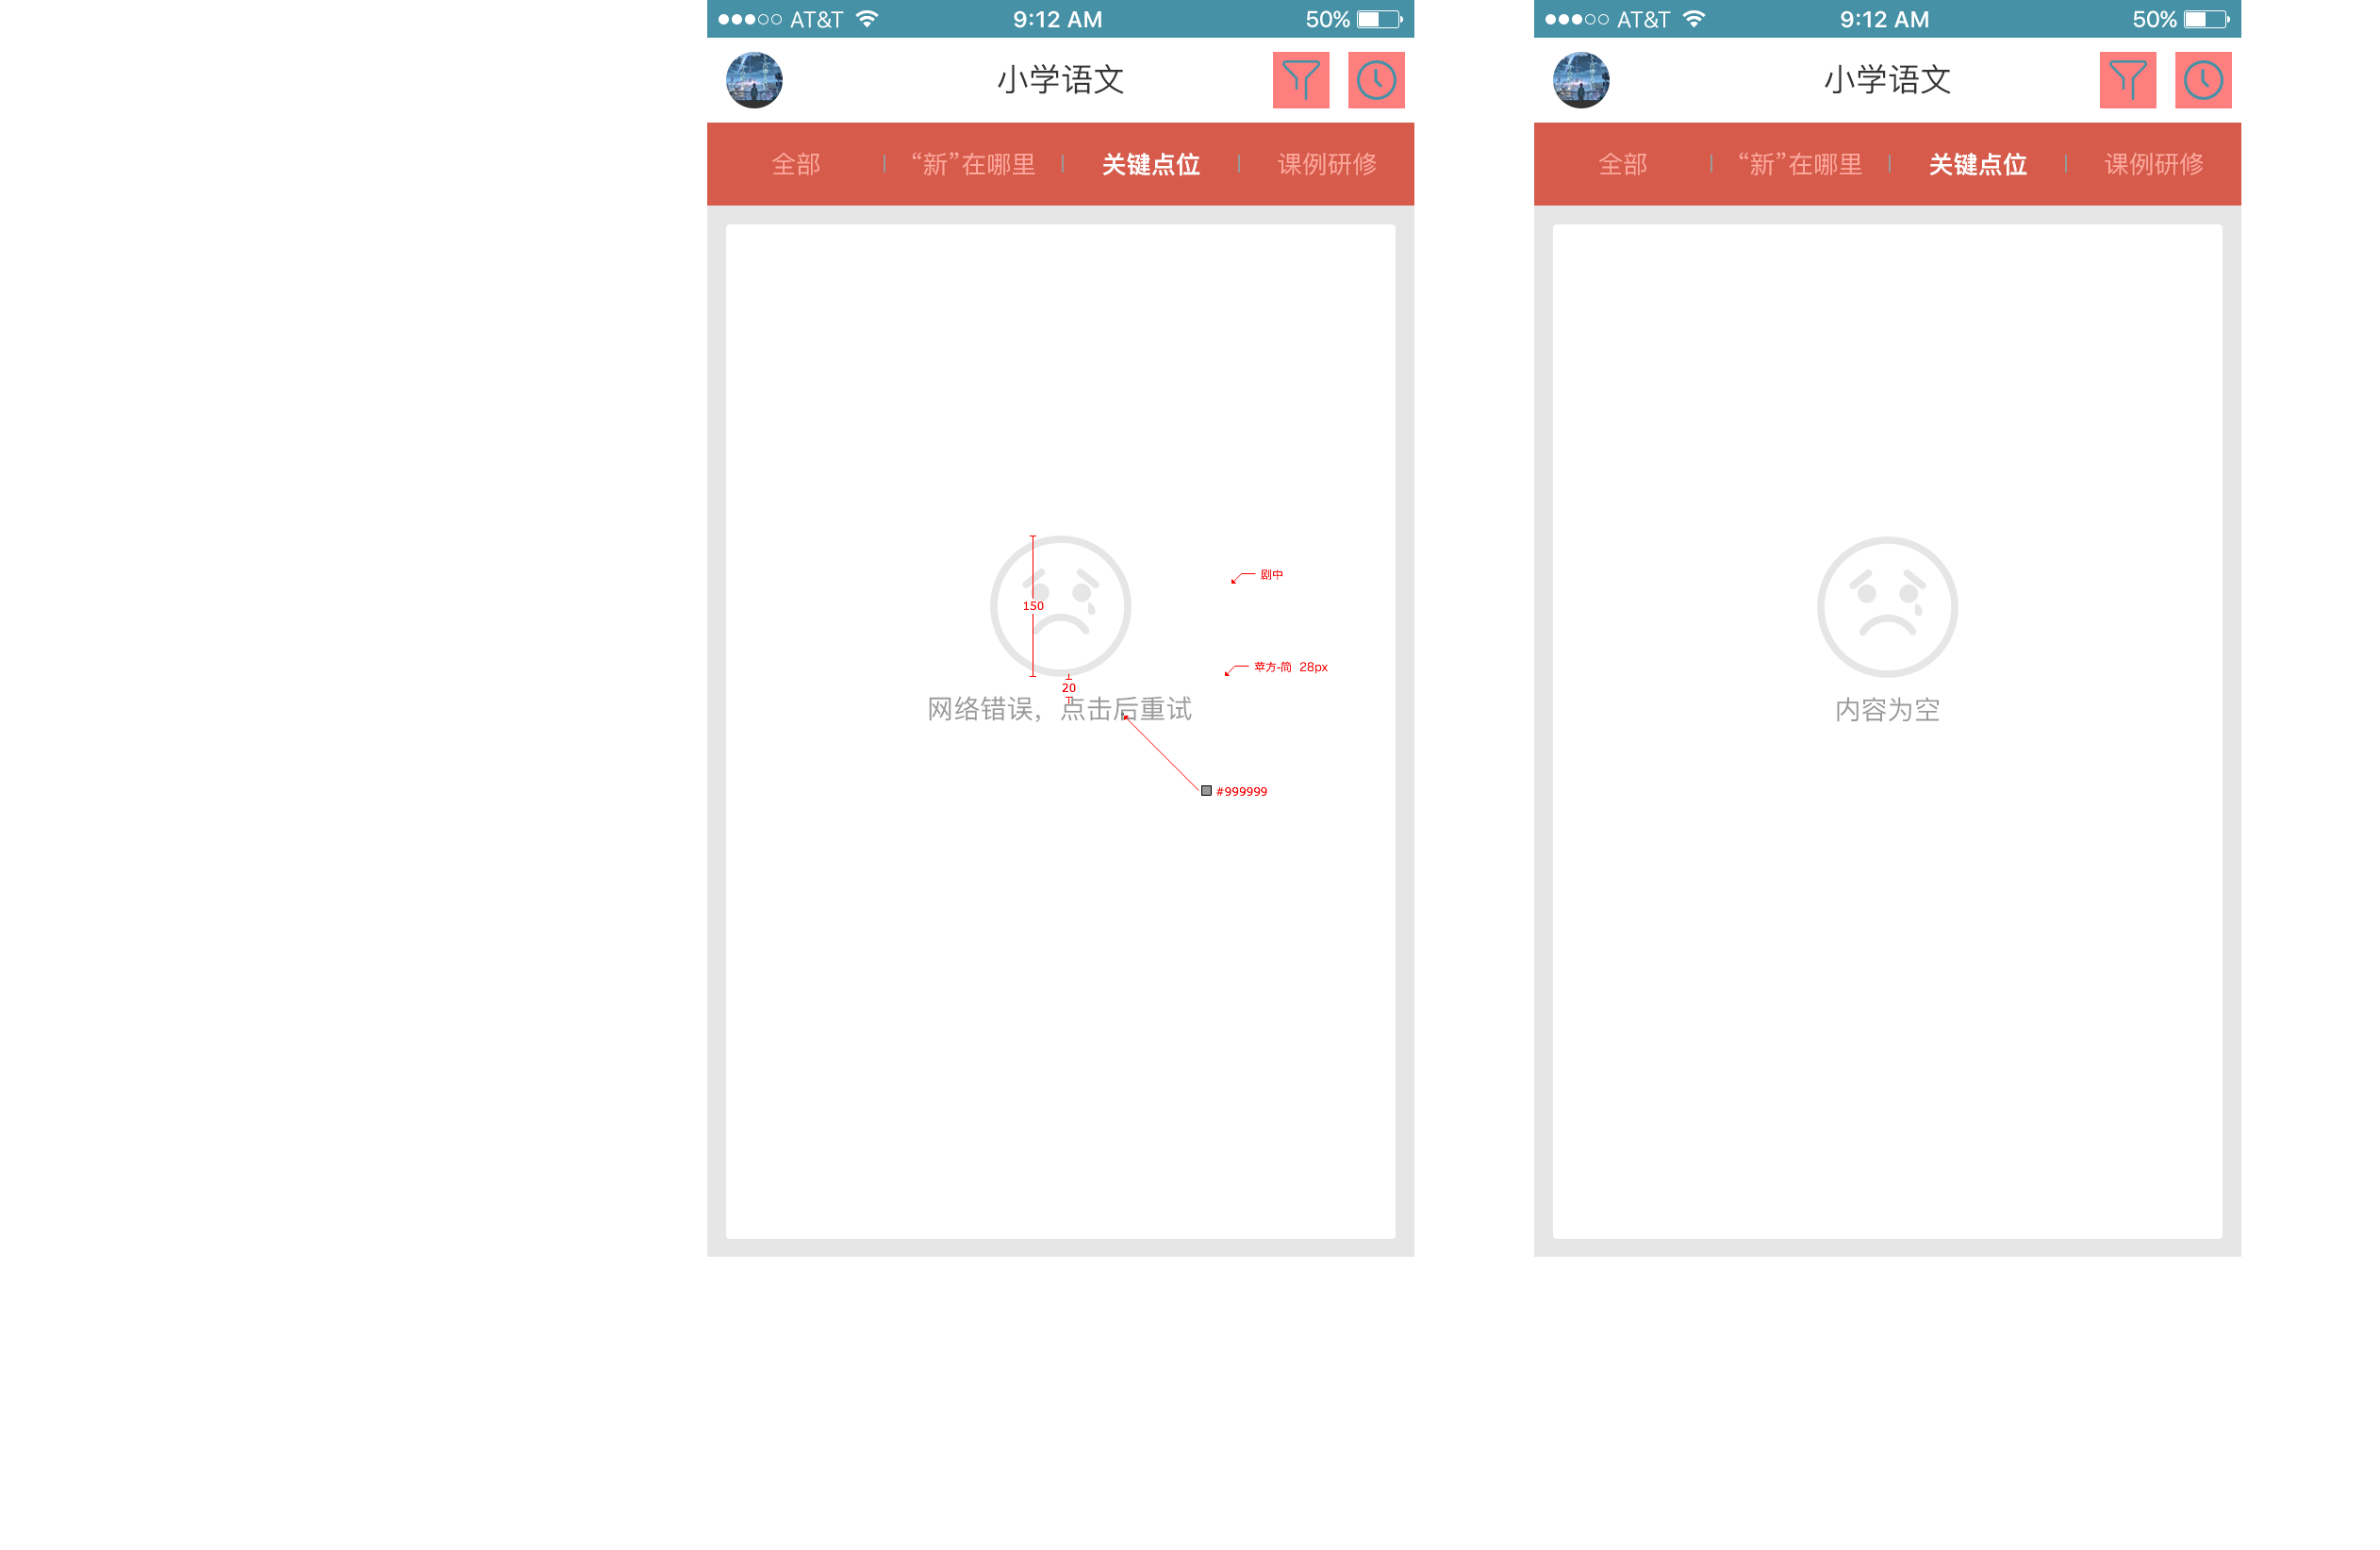 AT&T 9:12 AM 50%
小学语文
全部 “新”在哪里 关键点位 课例研修
剧中
150
苹方-简 28px
20
网络错误，点击后重试
#999999
AT&T 9:12 AM 50%
小学语文
全部 “新”在哪里 关键点位 课例研修
内容为空